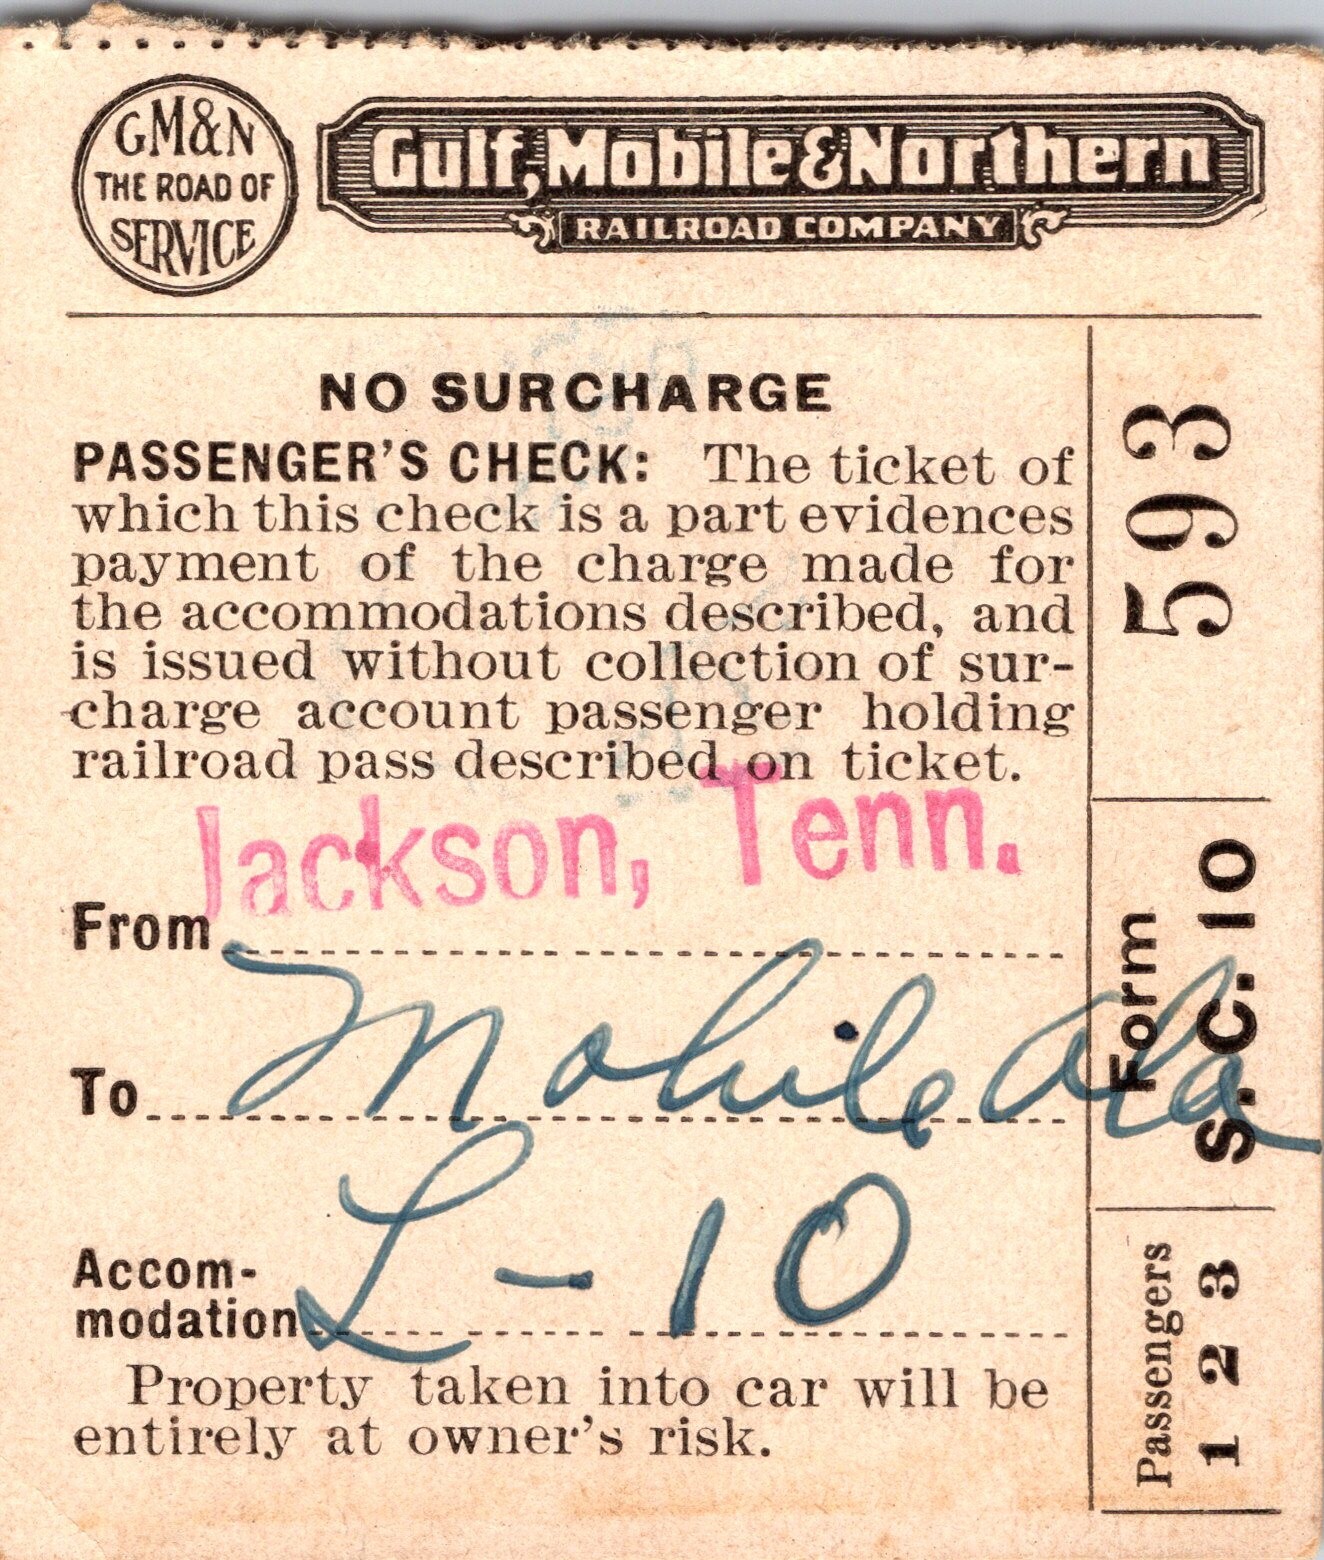 GM&N
THE ROAD OF
SERVICE
Gulf, Mobile & Northern
RAILROAD COMPANY
NO SURCHARGE
PASSENGER'S CHECK: The ticket of
which this check is a part evidences
payment of the charge made for
the accommodations described, and
is issued without collection of sur-
charge account passenger holding
railroad pass described on ticket.
Jackson, Tenn.
From
To Mobile Ala
Accom-
modation L-10
Property taken into car will be
entirely at owner's risk.
593
Form
S. C. 10
Passengers
1 2 3